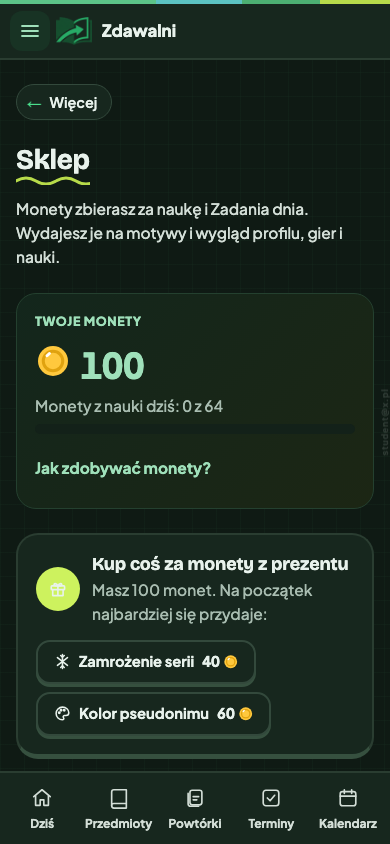 Zdawalni
← Więcej
Sklep
Monety zbierasz za naukę i Zadania dnia.
Wydajesz je na motywy i wygląd profilu, gier i
nauki.
TWOJE MONETY
100
Monety z nauki dziś: 0 z 64
Jak zdobywać monety?
student@z.pl
Kup coś za monety z prezentu
Masz 100 monet. Na początek
najbardziej się przydaje:
Zamrożenie serii 40
Kolor pseudonimu 60
Dziś Przedmioty Powtórki Terminy Kalendarz